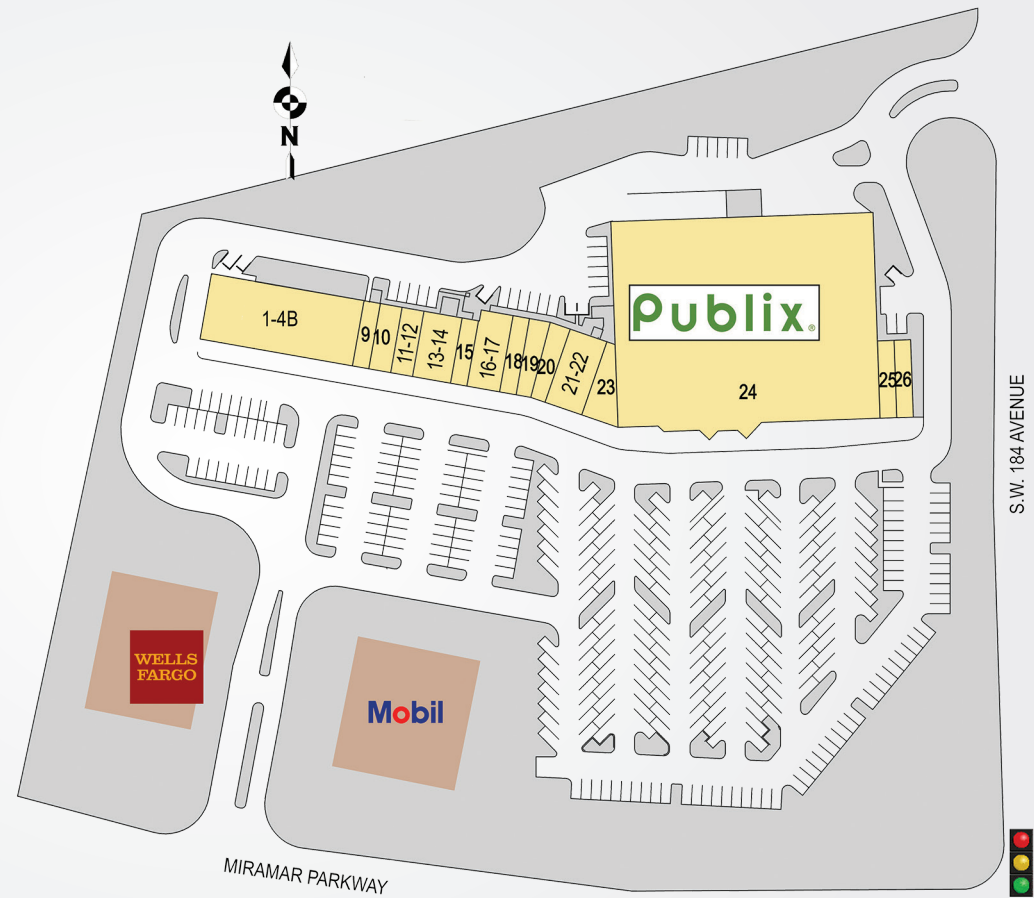 N
Publix.®
1-4B
9
10
11-12
13-14
15
16-17
18
19
20
21-22
23
24
25
26
S.W. 184 AVENUE
WELLS
FARGO
Mobil
MIRAMAR PARKWAY